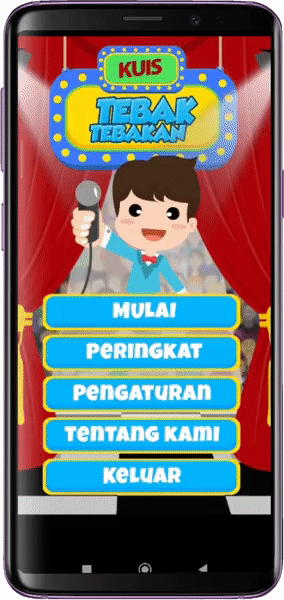 KUIS
TEBAK
TEBAKAN
MULAI
PERINGKAT
PENGATURAN
TENTANG KAMI
KELUAR